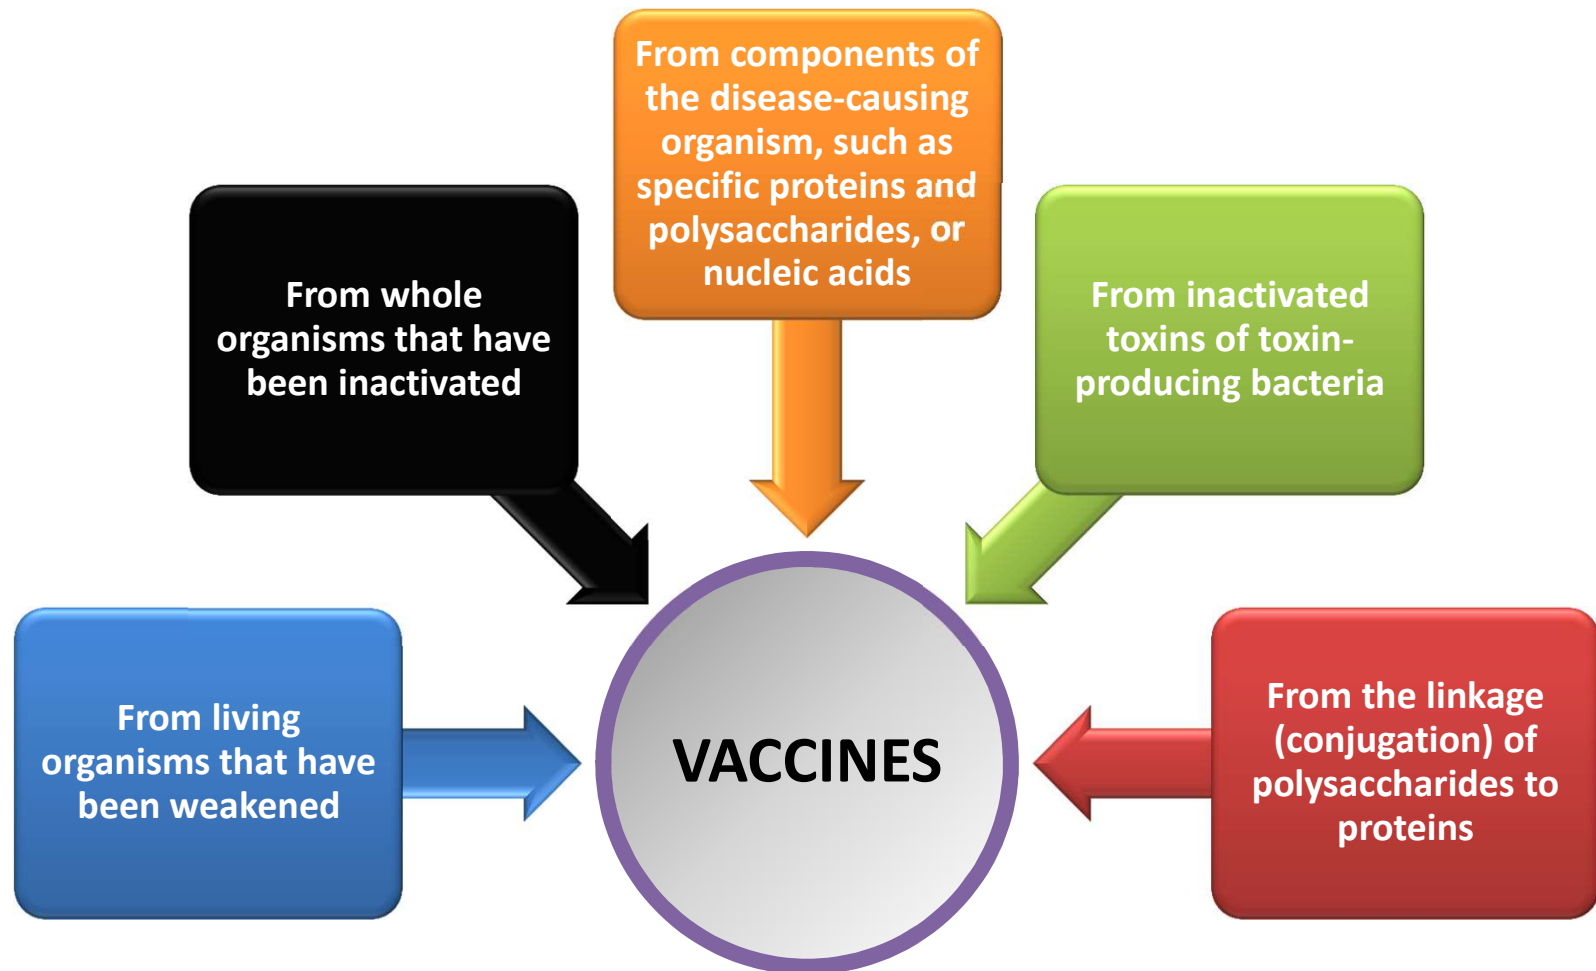 From components of
the disease-causing
organism, such as
specific proteins and
polysaccharides, or
nucleic acids
From whole
organisms that have
been inactivated
From inactivated
toxins of toxin-
producing bacteria
From living
organisms that have
been weakened
VACCINES
From the linkage
(conjugation) of
polysaccharides to
proteins